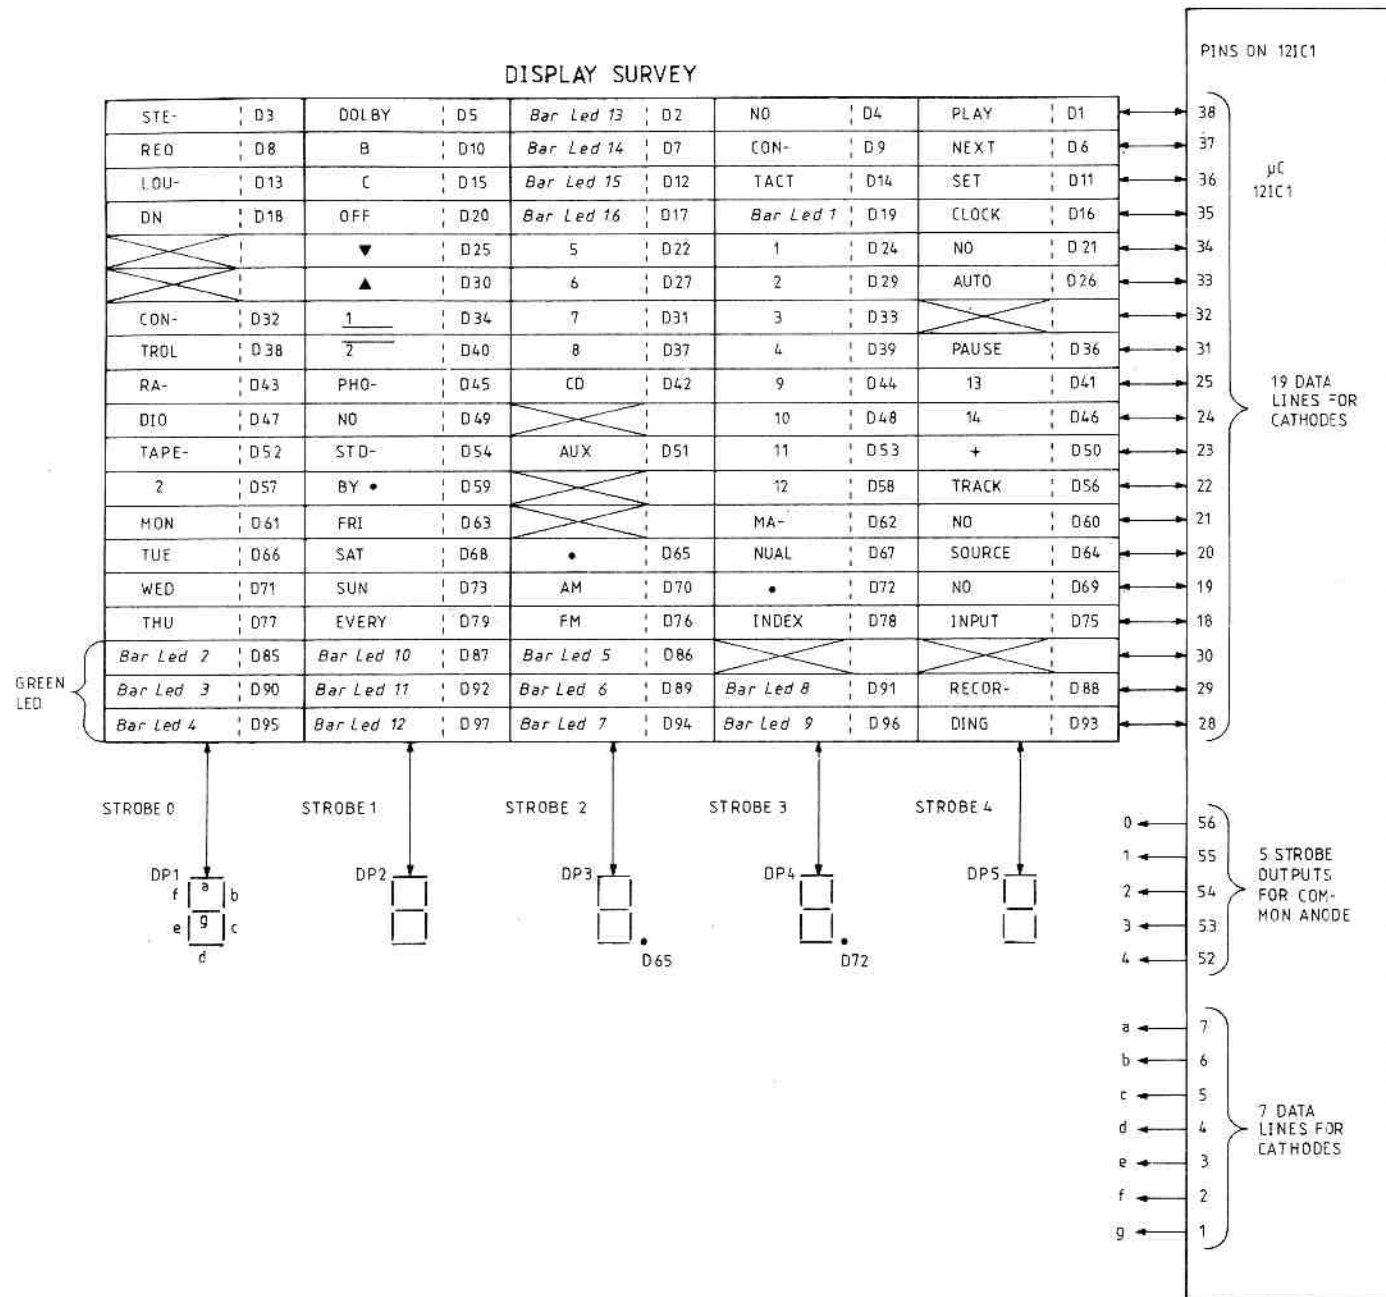 PINS ON 12IC1
DISPLAY SURVEY
STE- D3 DOLBY D5 Bar Led 13 D2 NO D4 PLAY D1 38
REO D8 B D10 Bar Led 14 D7 CON- D9 NEXT D6 37
LOU- D13 C D15 Bar Led 15 D12 TACT D14 SET D11 36
DN D18 OFF D20 Bar Led 16 D17 Bar Led 1 D19 CLOCK D16 35
▼ D25 5 D22 1 D24 NO D21 34
▲ D30 6 D27 2 D29 AUTO D26 33
CON- D32 1 D34 7 D31 3 D33 32
TROL D38 2 D40 8 D37 4 D39 PAUSE D36 31
RA- D43 PHO- D45 CD D42 9 D44 13 D41 25
DIO D47 NO D49 10 D48 14 D46 24
TAPE- D52 STD- D54 AUX D51 11 D53 + D50 23
2 D57 BY • D59 12 D58 TRACK D56 22
MON D61 FRI D63 MA- D62 NO D60 21
TUE D66 SAT D68 • D65 NUAL D67 SOURCE D64 20
WED D71 SUN D73 AM D70 • D72 NO D69 19
THU D77 EVERY D79 FM D76 INDEX D78 INPUT D75 18
Bar Led 2 D85 Bar Led 10 D87 Bar Led 5 D86 30
Bar Led 3 D90 Bar Led 11 D92 Bar Led 6 D89 Bar Led 8 D91 RECOR- D88 29
Bar Led 4 D95 Bar Led 12 D97 Bar Led 7 D94 Bar Led 9 D96 DING D93 28
GREEN
LED
µC
12IC1
19 DATA
LINES FOR
CATHODES
STROBE 0 STROBE 1 STROBE 2 STROBE 3 STROBE 4
DP1 DP2 DP3 DP4 DP5
a
f b
g
e c
d
D65 D72
0 56
1 55
2 54
3 53
4 52
5 STROBE
OUTPUTS
FOR COM-
MON ANODE
a 7
b 6
c 5
d 4
e 3
f 2
g 1
7 DATA
LINES FOR
CATHODES